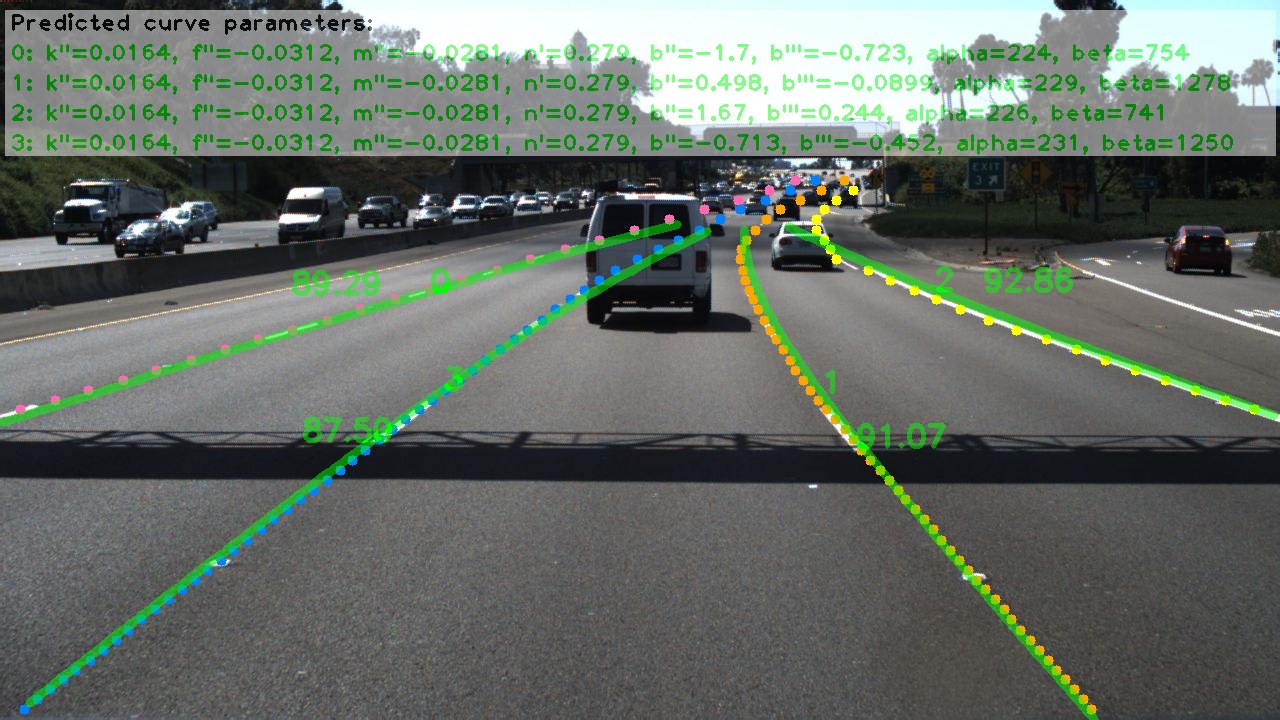 Predicted curve parameters:
0: k''=0.0164, f''=-0.0312, m''=-0.0281, n'=0.279, b''=-1.7, b'''=-0.723, alpha=224, beta=754
1: k''=0.0164, f''=-0.0312, m''=-0.0281, n'=0.279, b''=0.498, b'''=-0.0899, alpha=229, beta=1278
2: k''=0.0164, f''=-0.0312, m''=-0.0281, n'=0.279, b''=1.67, b'''=0.244, alpha=226, beta=741
3: k''=0.0164, f''=-0.0312, m''=-0.0281, n'=0.279, b''=-0.713, b'''=-0.452, alpha=231, beta=1250
EXIT
3
89.29 0 2 92.86
3 1
87.50 91.07